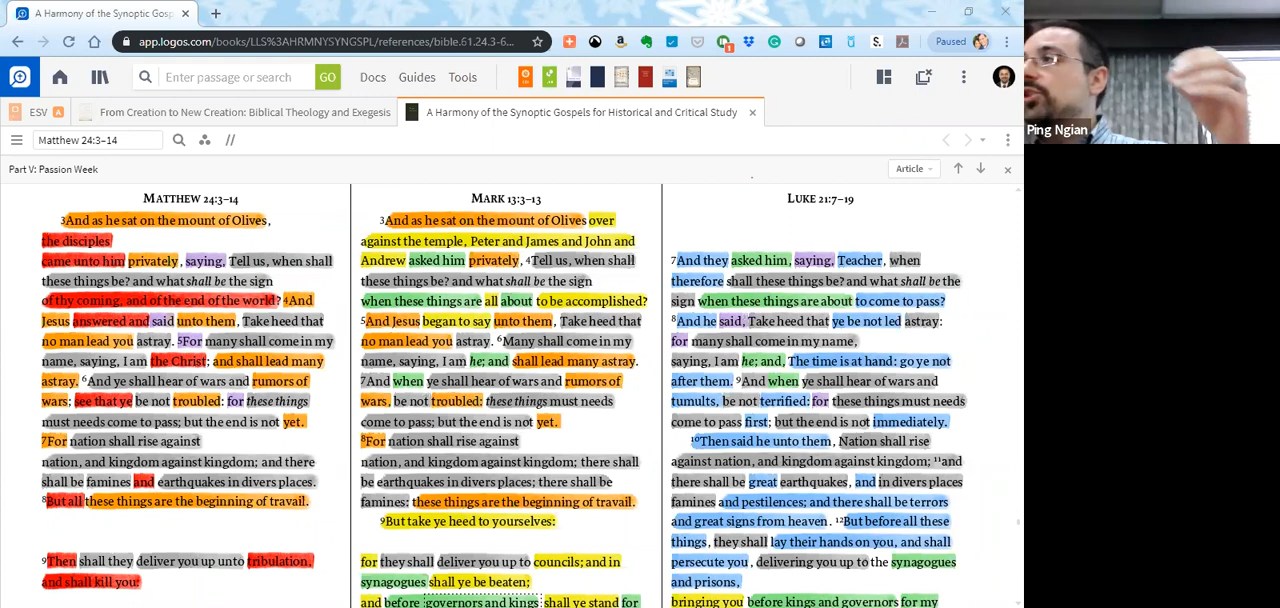 A Harmony of the Synoptic Gosp
app.logos.com/books/LLS%3AHRMNYSYNGSPL/references/bible.61.24.3-6...
Paused
Enter passage or search
GO
Docs
Guides
Tools
ESV A
From Creation to New Creation: Biblical Theology and Exegesis
A Harmony of the Synoptic Gospels for Historical and Critical Study
Matthew 24:3–14
Part V: Passion Week
Article
Ping Ngian
MATTHEW 24:3–14
3And as he sat on the mount of Olives,
the disciples
came unto him privately, saying, Tell us, when shall
these things be? and what shall be the sign
of thy coming, and of the end of the world? 4And
Jesus answered and said unto them, Take heed that
no man lead you astray. 5For many shall come in my
name, saying, I am the Christ; and shall lead many
astray. 6And ye shall hear of wars and rumors of
wars; see that ye be not troubled: for these things
must needs come to pass; but the end is not yet.
7For nation shall rise against
nation, and kingdom against kingdom; and there
shall be famines and earthquakes in divers places.
8But all these things are the beginning of travail.
9Then shall they deliver you up unto tribulation,
and shall kill you:
MARK 13:3–13
3And as he sat on the mount of Olives over
against the temple, Peter and James and John and
Andrew asked him privately, 4Tell us, when shall
these things be? and what shall be the sign
when these things are all about to be accomplished?
5And Jesus began to say unto them, Take heed that
no man lead you astray. 6Many shall come in my
name, saying, I am he; and shall lead many astray.
7And when ye shall hear of wars and rumors of
wars, be not troubled: these things must needs
come to pass; but the end is not yet.
8For nation shall rise against
nation, and kingdom against kingdom; there shall
be earthquakes in divers places; there shall be
famines: these things are the beginning of travail.
9But take ye heed to yourselves:
for they shall deliver you up to councils; and in
synagogues shall ye be beaten;
and before governors and kings shall ye stand for
LUKE 21:7–19
7And they asked him, saying, Teacher, when
therefore shall these things be? and what shall be the
sign when these things are about to come to pass?
8And he said, Take heed that ye be not led astray:
for many shall come in my name,
saying, I am he; and, The time is at hand: go ye not
after them. 9And when ye shall hear of wars and
tumults, be not terrified: for these things must needs
come to pass first; but the end is not immediately.
10Then said he unto them, Nation shall rise
against nation, and kingdom against kingdom; 11and
there shall be great earthquakes, and in divers places
famines and pestilences; and there shall be terrors
and great signs from heaven. 12But before all these
things, they shall lay their hands on you, and shall
persecute you, delivering you up to the synagogues
and prisons,
bringing you before kings and governors for my